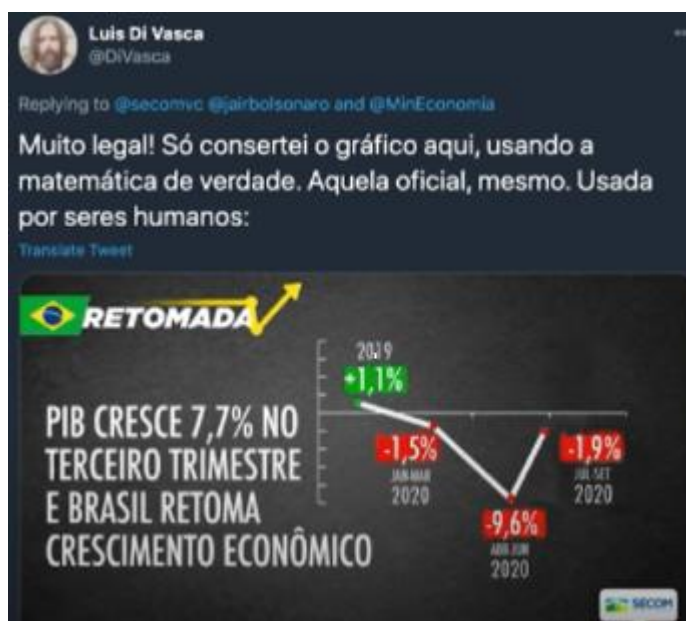 Luis Di Vasca
@DiVasca
Replying to @secomvc @jairbolsonaro and @MinEconomia
Muito legal! Só consertei o gráfico aqui, usando a
matemática de verdade. Aquela oficial, mesmo. Usada
por seres humanos:
Translate Tweet
RETOMADA
PIB CRESCE 7,7% NO
TERCEIRO TRIMESTRE
E BRASIL RETOMA
CRESCIMENTO ECONÔMICO
2019
+1,1%
-1,5%
JAN-MAR
2020
-9,6%
ABR-JUN
2020
-1,9%
JUL-SET
2020
SECOM